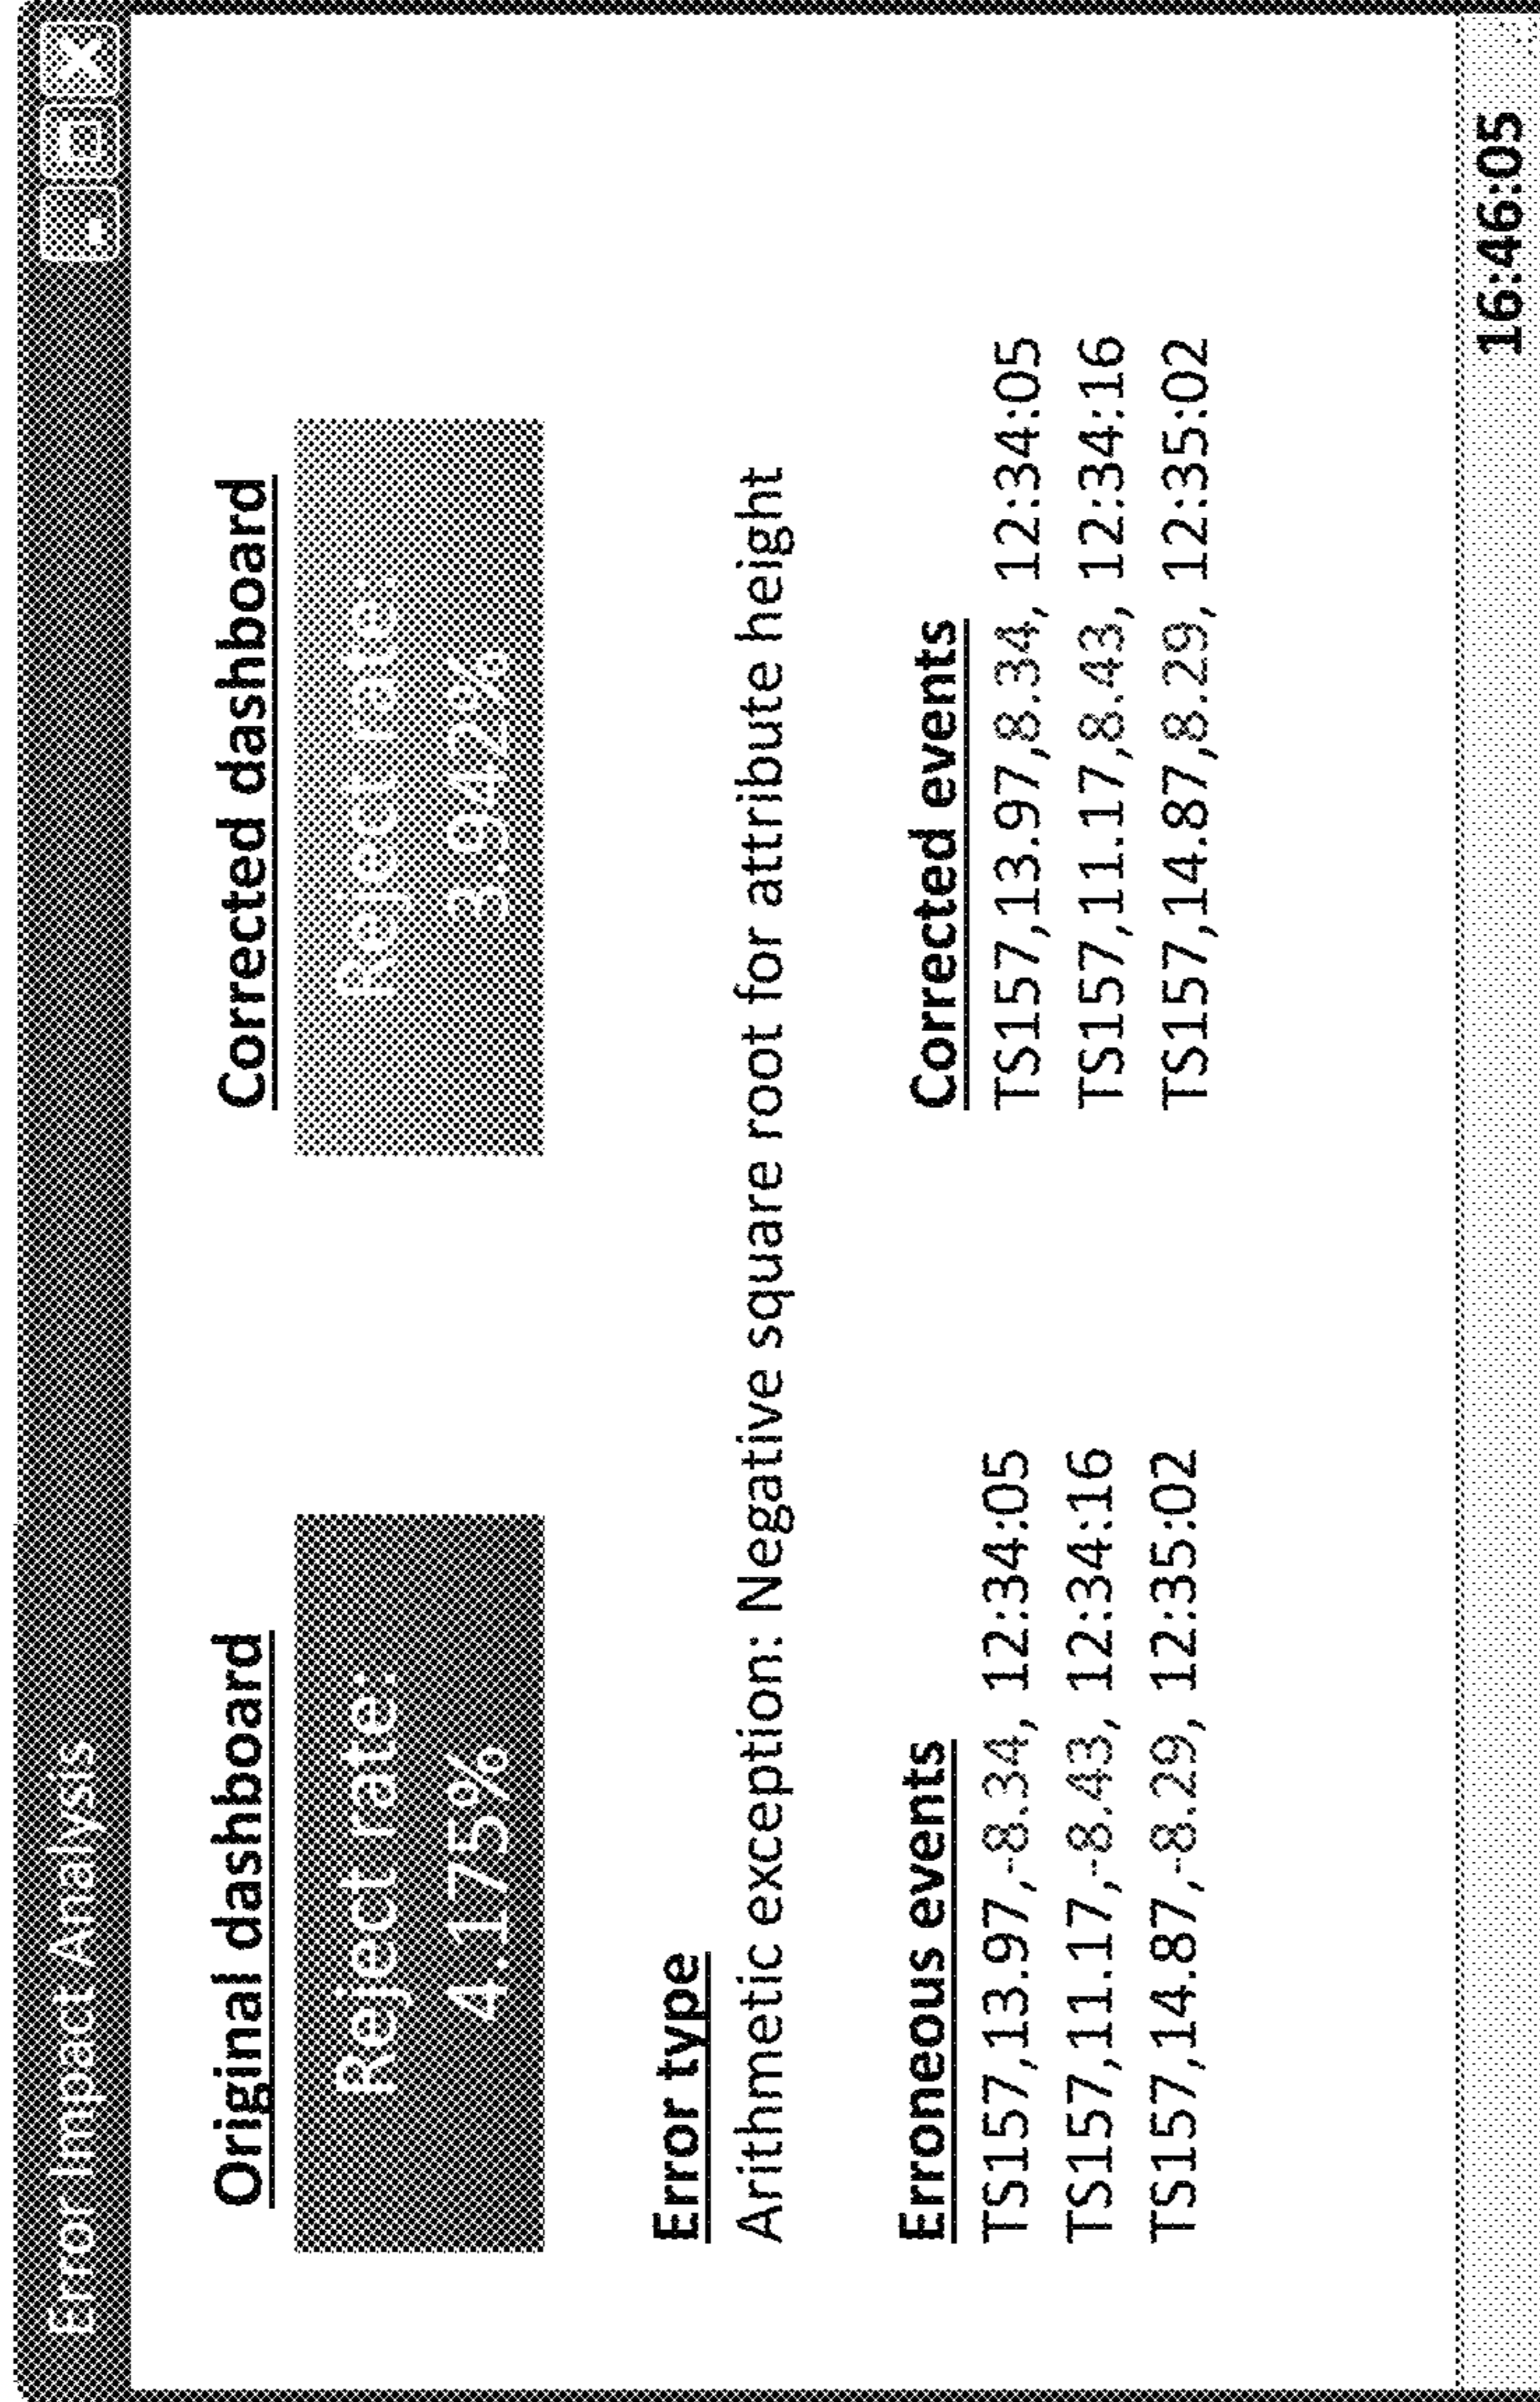 Error Impact Analysis
Original dashboard
Corrected dashboard
Reject rate:
4.175%
Reject rate:
3.942%
Error type
Arithmetic exception: Negative square root for attribute height
Erroneous events
TS157,13.97,-8.34, 12:34:05
TS157,11.17,-8.43, 12:34:16
TS157,14.87,-8.29, 12:35:02
Corrected events
TS157,13.97,8.34, 12:34:05
TS157,11.17,8.43, 12:34:16
TS157,14.87,8.29, 12:35:02
16:46:05